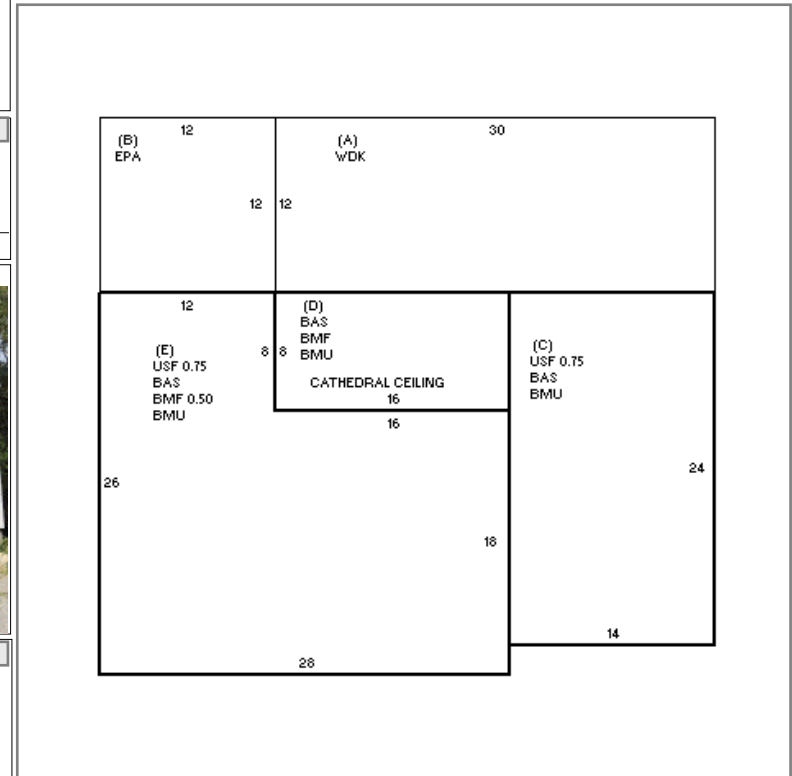 12
30
(B)
EPA
(A)
WDK
12
12
12
(D)
BAS
BMF
BMU
(E)
USF 0.75
BAS
BMF 0.50
BMU
8
8
(C)
USF 0.75
BAS
BMU
CATHEDRAL CEILING
16
16
26
24
18
14
28